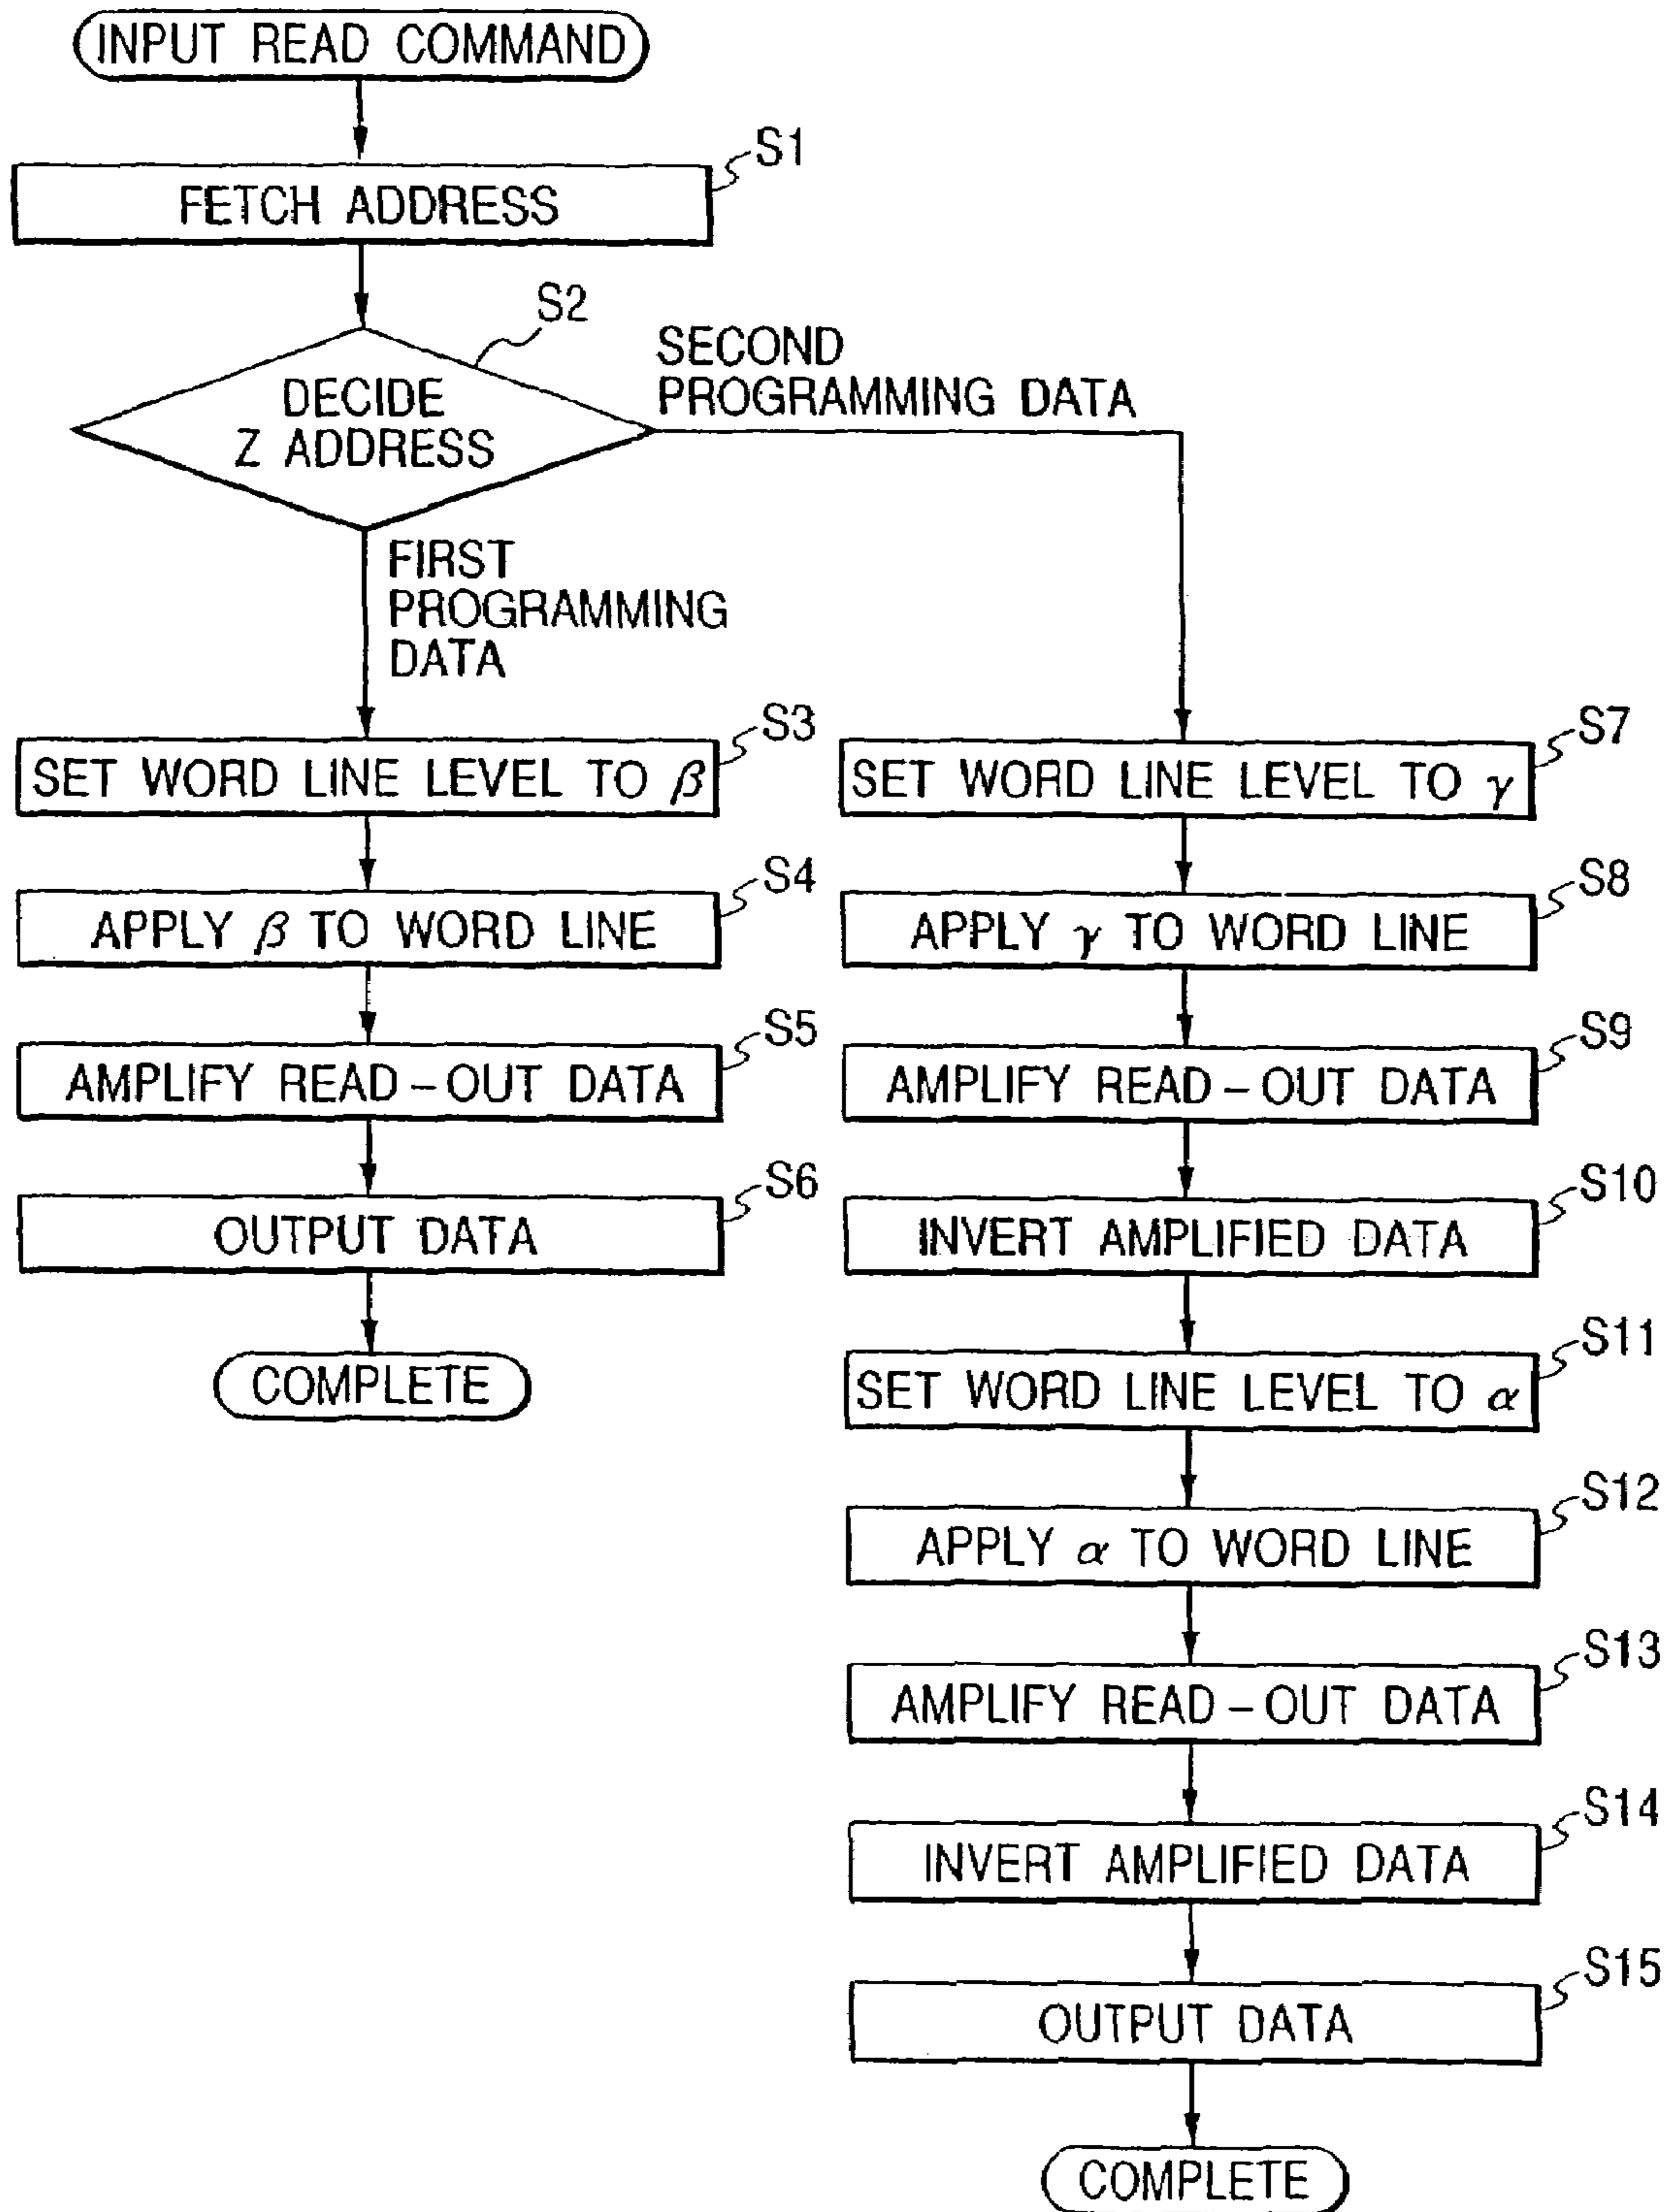 INPUT READ COMMAND
S1
FETCH ADDRESS
S2
DECIDE
Z ADDRESS
SECOND
PROGRAMMING DATA
FIRST
PROGRAMMING
DATA
S3
SET WORD LINE LEVEL TO β
S4
APPLY β TO WORD LINE
S5
AMPLIFY READ-OUT DATA
S6
OUTPUT DATA
COMPLETE
S7
SET WORD LINE LEVEL TO γ
S8
APPLY γ TO WORD LINE
S9
AMPLIFY READ-OUT DATA
S10
INVERT AMPLIFIED DATA
S11
SET WORD LINE LEVEL TO α
S12
APPLY α TO WORD LINE
S13
AMPLIFY READ-OUT DATA
S14
INVERT AMPLIFIED DATA
S15
OUTPUT DATA
COMPLETE